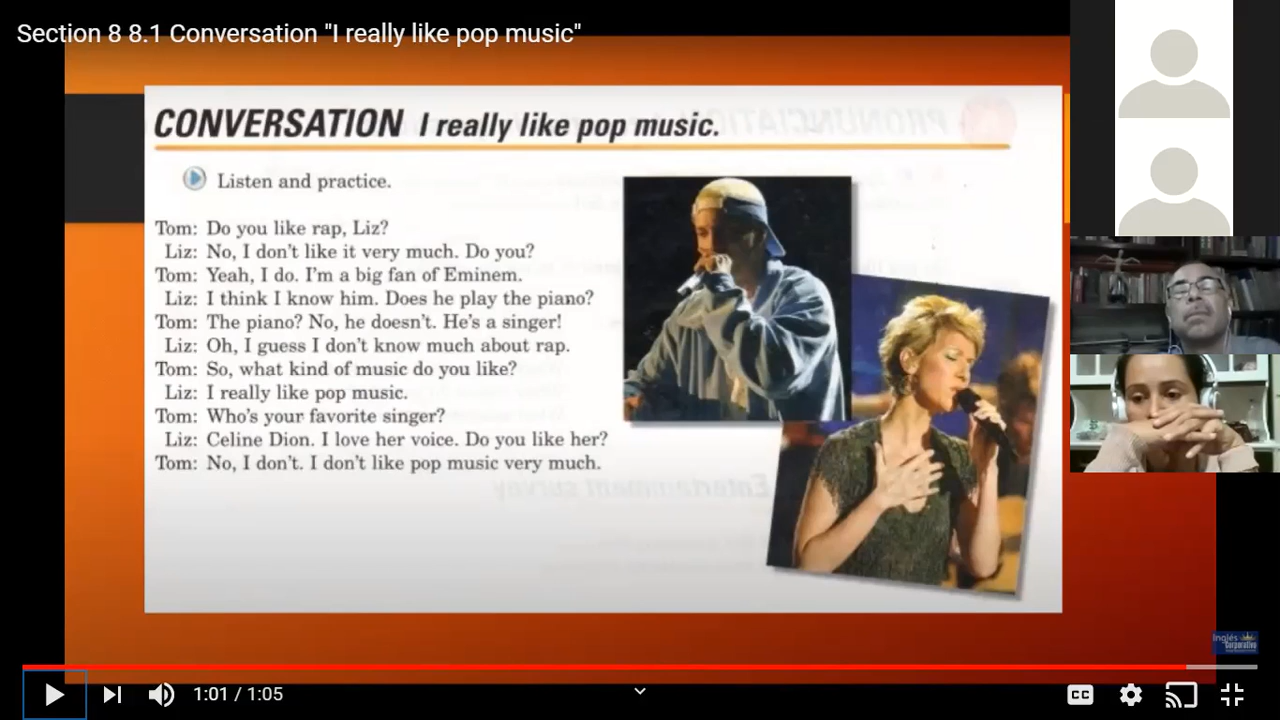 Section 8 8.1 Conversation "I really like pop music"
CONVERSATION I really like pop music.
Listen and practice.
Tom: Do you like rap, Liz?
Liz: No, I don't like it very much. Do you?
Tom: Yeah, I do. I'm a big fan of Eminem.
Liz: I think I know him. Does he play the piano?
Tom: The piano? No, he doesn't. He's a singer!
Liz: Oh, I guess I don't know much about rap.
Tom: So, what kind of music do you like?
Liz: I really like pop music.
Tom: Who's your favorite singer?
Liz: Celine Dion. I love her voice. Do you like her?
Tom: No, I don't. I don't like pop music very much.
Inglés
Corporativo
1:01 / 1:05
CC